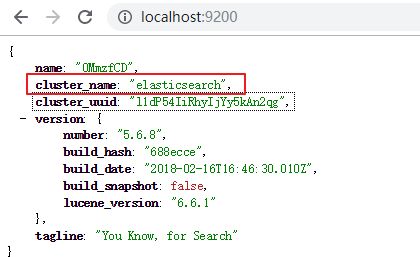 localhost:9200
{
name: "OMmzfCD",
cluster_name: "elasticsearch",
cluster_uuid: "l1dP54IiRhyIjYy5kAn2qg",
- version: {
number: "5.6.8",
build_hash: "688ecce",
build_date: "2018-02-16T16:46:30.010Z",
build_snapshot: false,
lucene_version: "6.6.1"
},
tagline: "You Know, for Search"
}